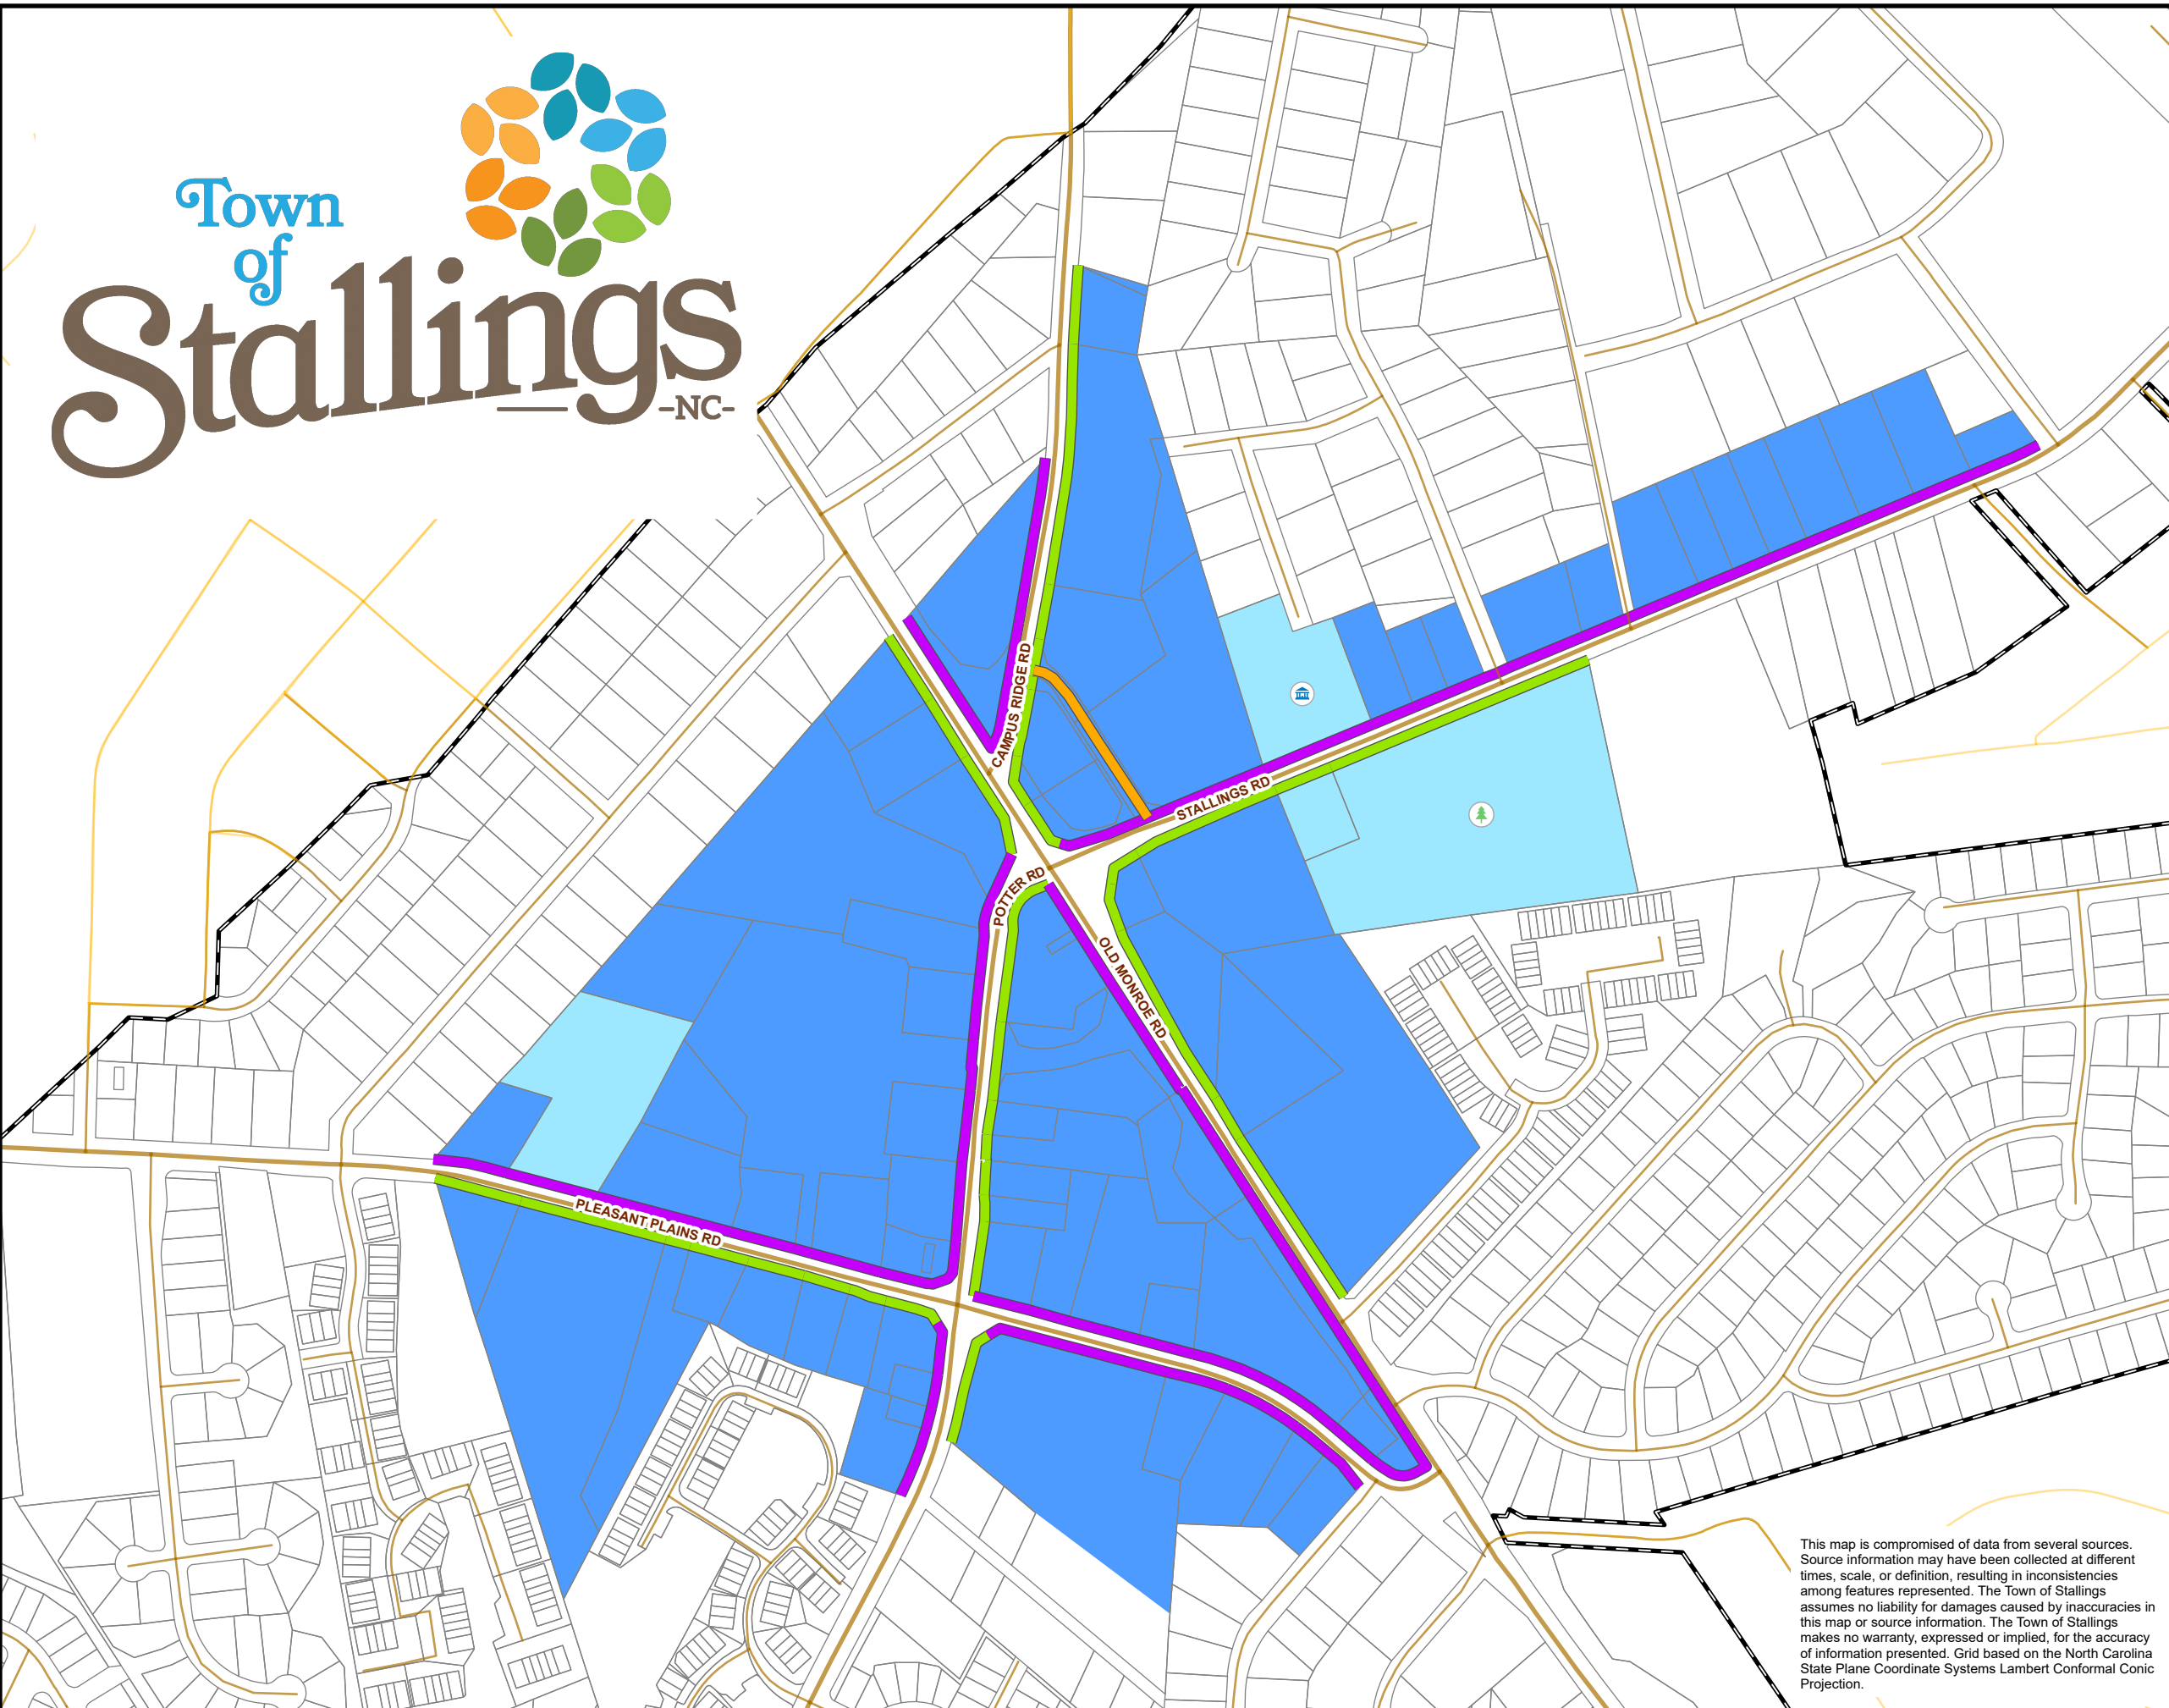 Town
of
Stallings
-NC-
CAMPUS RIDGE RD
STALLINGS RD
POTTER RD
OLD MONROE RD
PLEASANT PLAINS RD
This map is compromised of data from several sources.
Source information may have been collected at different
times, scale, or definition, resulting in inconsistencies
among features represented. The Town of Stallings
assumes no liability for damages caused by inaccuracies in
this map or source information. The Town of Stallings
makes no warranty, expressed or implied, for the accuracy
of information presented. Grid based on the North Carolina
State Plane Coordinate Systems Lambert Conformal Conic
Projection.